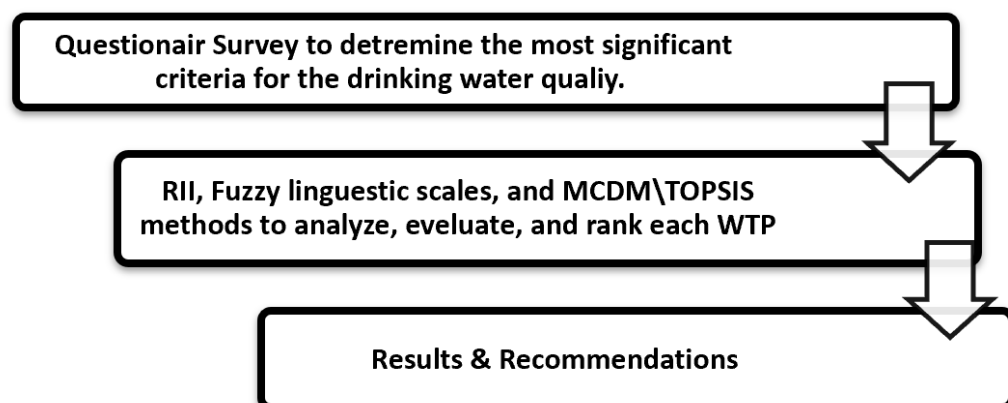 Questionair Survey to detremine the most significant
criteria for the drinking water qualiy.
RII, Fuzzy linguestic scales, and MCDM\TOPSIS
methods to analyze, eveluate, and rank each WTP
Results & Recommendations